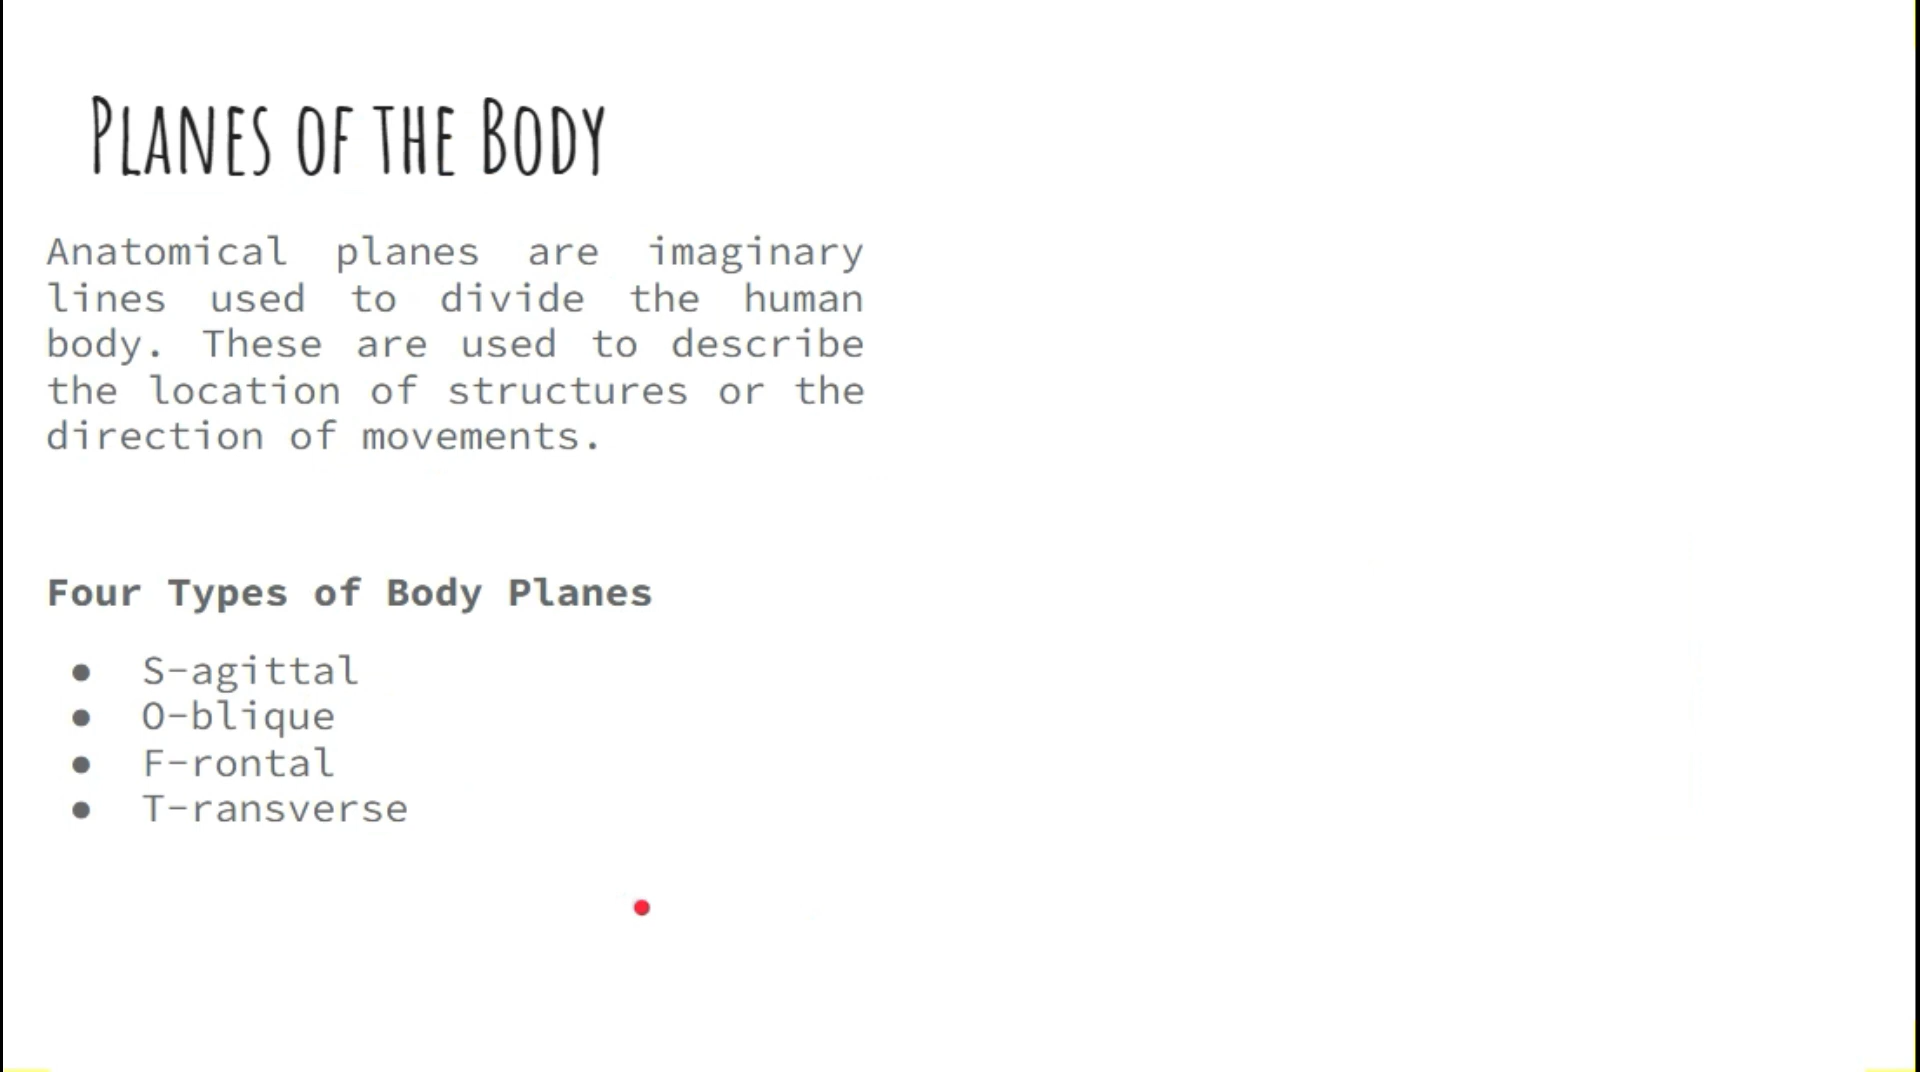 Planes of the Body
Anatomical planes are imaginary
lines used to divide the human
body. These are used to describe
the location of structures or the
direction of movements.
Four Types of Body Planes
● S-agittal
● O-blique
● F-rontal
● T-ransverse